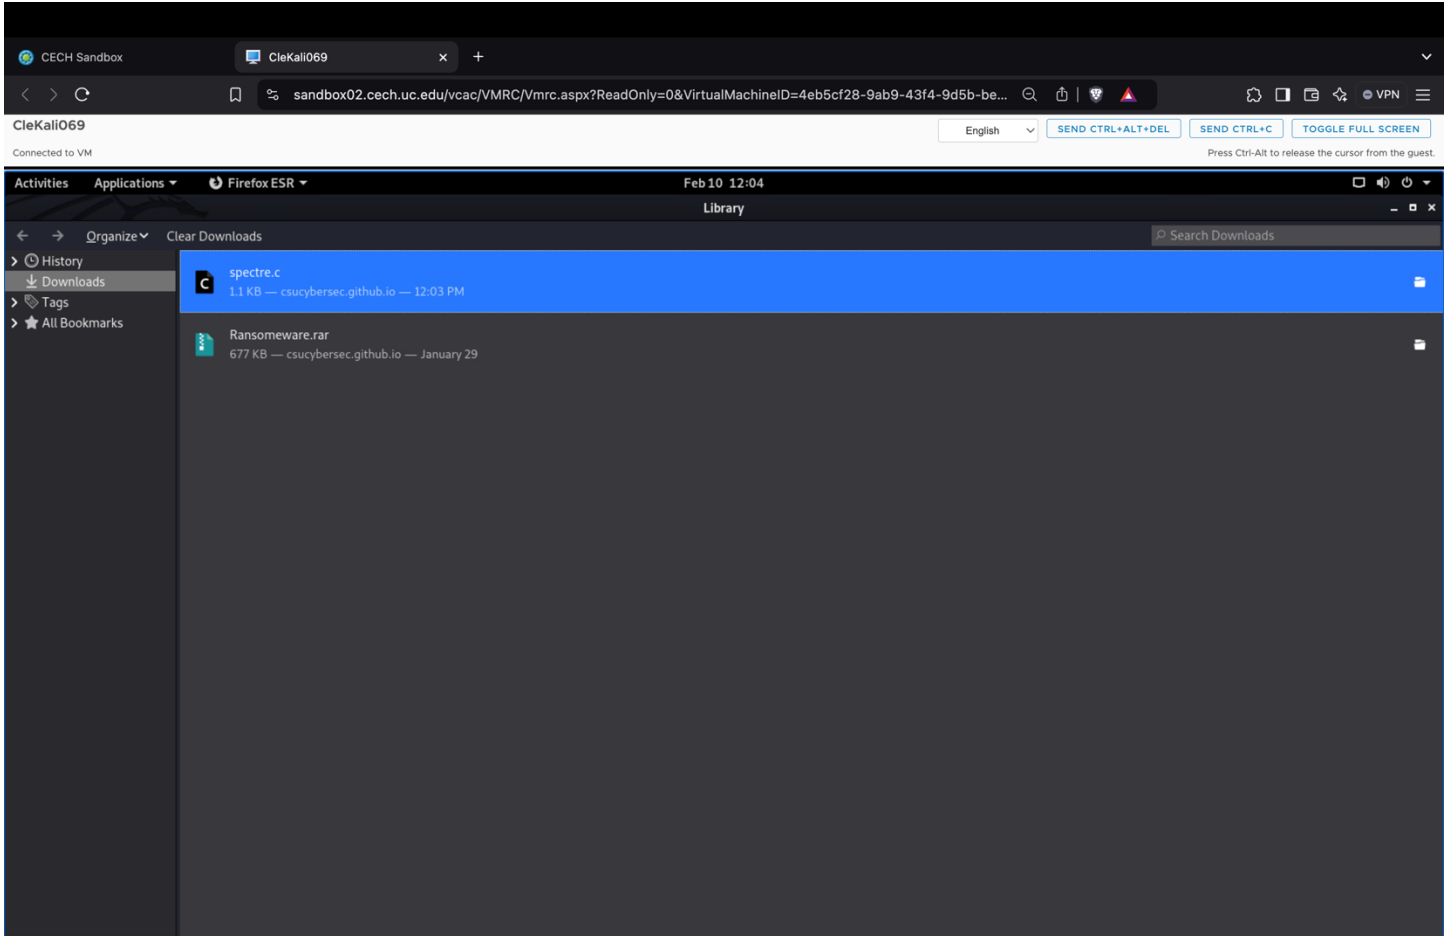 CECH Sandbox
CleKali069
sandbox02.cech.uc.edu/vcac/VMRC/Vmrc.aspx?ReadOnly=0&VirtualMachineID=4eb5cf28-9ab9-43f4-9d5b-be...
VPN
CleKali069
English
SEND CTRL+ALT+DEL
SEND CTRL+C
TOGGLE FULL SCREEN
Connected to VM
Press Ctrl-Alt to release the cursor from the guest.
Activities
Applications
Firefox ESR
Feb 10 12:04
Library
Organize
Clear Downloads
Search Downloads
History
Downloads
Tags
All Bookmarks
spectre.c
1.1 KB — csucybersec.github.io — 12:03 PM
Ransomeware.rar
677 KB — csucybersec.github.io — January 29